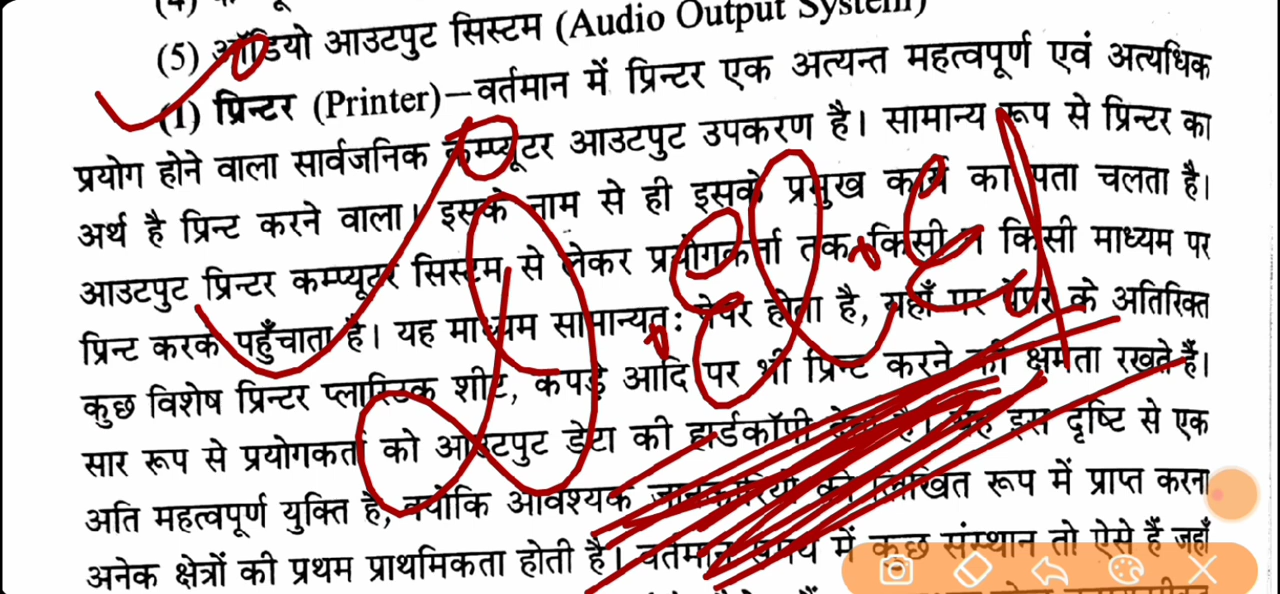 (5) ऑडियो आउटपुट सिस्टम (Audio Output System)
(1) प्रिन्टर (Printer)–वर्तमान में प्रिन्टर एक अत्यन्त महत्वपूर्ण एवं अत्यधिक
प्रयोग होने वाला सार्वजनिक कम्प्यूटर आउटपुट उपकरण है। सामान्य रूप से प्रिन्टर का
अर्थ है प्रिन्ट करने वाला। इसके नाम से ही इसके प्रमुख कार्य का पता चलता है।
आउटपुट प्रिन्टर कम्प्यूटर सिस्टम से लेकर प्रयोगकर्ता तक किसी न किसी माध्यम पर
प्रिन्ट करके पहुँचाता है। यह माध्यम सामान्यत: पेपर होता है, यहाँ पर पेपर के अतिरिक्त
कुछ विशेष प्रिन्टर प्लास्टिक शीट, कपड़े आदि पर भी प्रिन्ट करने की क्षमता रखते हैं।
सार रूप से प्रयोगकर्ता को आउटपुट डेटा की हार्डकॉपी देता है। यह इस दृष्टि से एक
अति महत्वपूर्ण युक्ति है, क्योंकि आवश्यक जानकारियों को लिखित रूप में प्राप्त करना
अनेक क्षेत्रों की प्रथम प्राथमिकता होती है। वर्तमान समय में कुछ संस्थान तो ऐसे हैं जहाँ